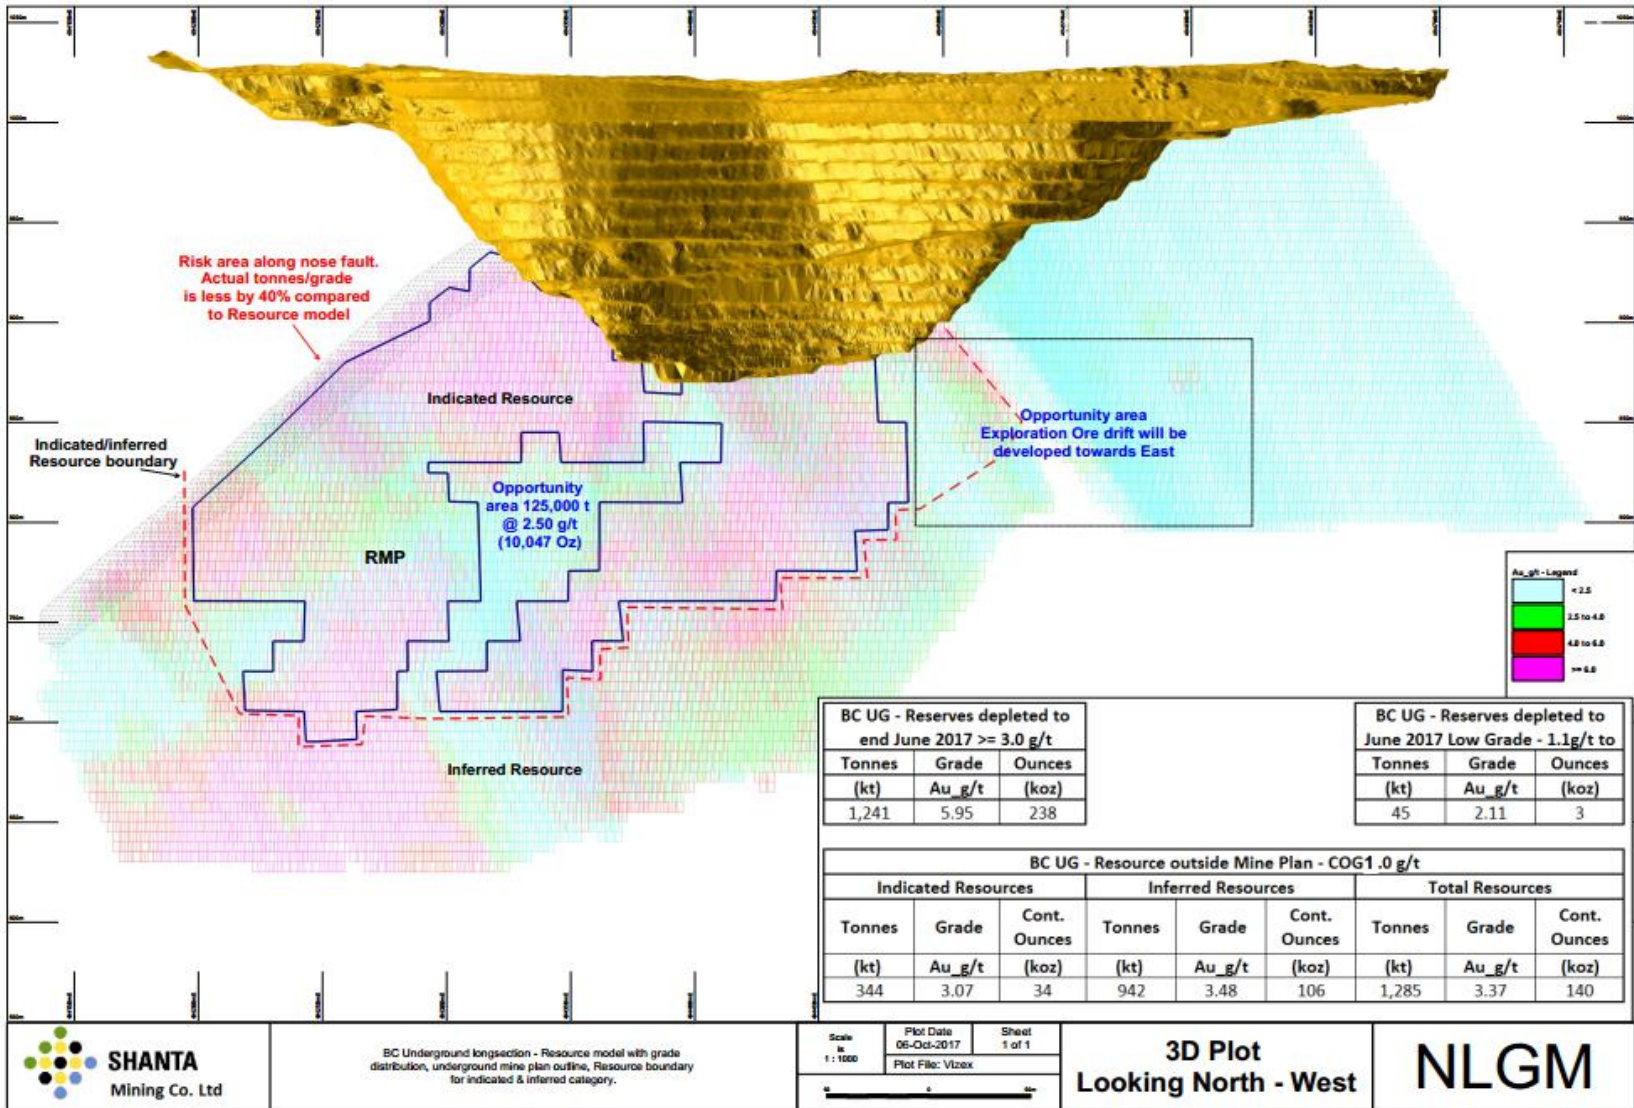 Risk area along nose fault.
Actual tonnes/grade
is less by 40% compared
to Resource model
Indicated/inferred
Resource boundary
Indicated Resource
Opportunity
area 125,000 t
@ 2.50 g/t
(10,047 Oz)
RMP
Opportunity area
Exploration Ore drift will be
developed towards East
Inferred Resource
Au_g/t - Legend
< 2.5
2.5 to 4.0
4.0 to 6.0
>= 6.0
BC UG - Reserves depleted to
end June 2017 >= 3.0 g/t
Tonnes Grade Ounces
(kt) Au_g/t (koz)
1,241 5.95 238
BC UG - Reserves depleted to
June 2017 Low Grade - 1.1g/t to
Tonnes Grade Ounces
(kt) Au_g/t (koz)
45 2.11 3
BC UG - Resource outside Mine Plan - COG1.0 g/t
Indicated Resources Inferred Resources Total Resources
Tonnes Grade Cont. Ounces Tonnes Grade Cont. Ounces Tonnes Grade Cont. Ounces
(kt) Au_g/t (koz) (kt) Au_g/t (koz) (kt) Au_g/t (koz)
344 3.07 34 942 3.48 106 1,285 3.37 140
SHANTA
Mining Co. Ltd
BC Underground longsection - Resource model with grade
distribution, underground mine plan outline, Resource boundary
for indicated & inferred category.
Scale
is
1 : 1000
Plot Date
06-Oct-2017
Sheet
1 of 1
Plot File: Vizex
3D Plot
Looking North - West
NLGM